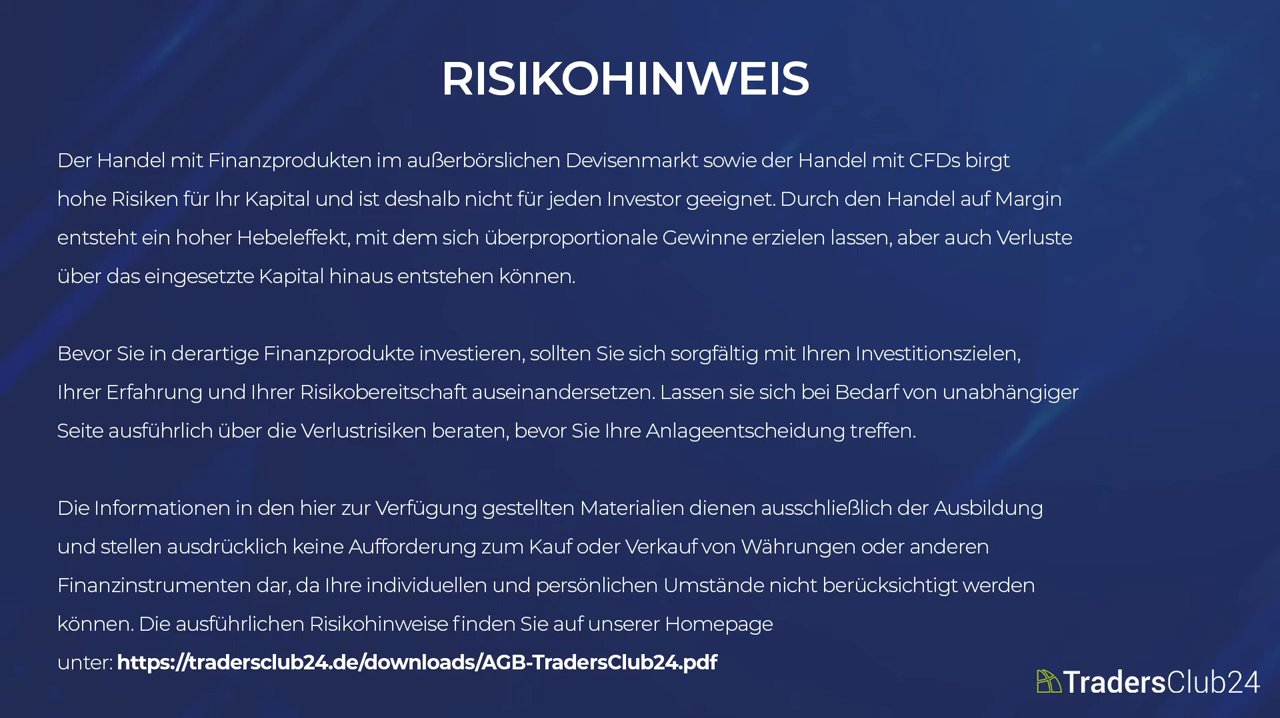 RISIKOHINWEIS
Der Handel mit Finanzprodukten im außerbörslichen Devisenmarkt sowie der Handel mit CFDs birgt
hohe Risiken für Ihr Kapital und ist deshalb nicht für jeden Investor geeignet. Durch den Handel auf Margin
entsteht ein hoher Hebeleffekt, mit dem sich überproportionale Gewinne erzielen lassen, aber auch Verluste
über das eingesetzte Kapital hinaus entstehen können.
Bevor Sie in derartige Finanzprodukte investieren, sollten Sie sich sorgfältig mit Ihren Investitionszielen,
Ihrer Erfahrung und Ihrer Risikobereitschaft auseinandersetzen. Lassen sie sich bei Bedarf von unabhängiger
Seite ausführlich über die Verlustrisiken beraten, bevor Sie Ihre Anlageentscheidung treffen.
Die Informationen in den hier zur Verfügung gestellten Materialien dienen ausschließlich der Ausbildung
und stellen ausdrücklich keine Aufforderung zum Kauf oder Verkauf von Währungen oder anderen
Finanzinstrumenten dar, da Ihre individuellen und persönlichen Umstände nicht berücksichtigt werden
können. Die ausführlichen Risikohinweise finden Sie auf unserer Homepage
unter: https://tradersclub24.de/downloads/AGB-TradersClub24.pdf
TradersClub24